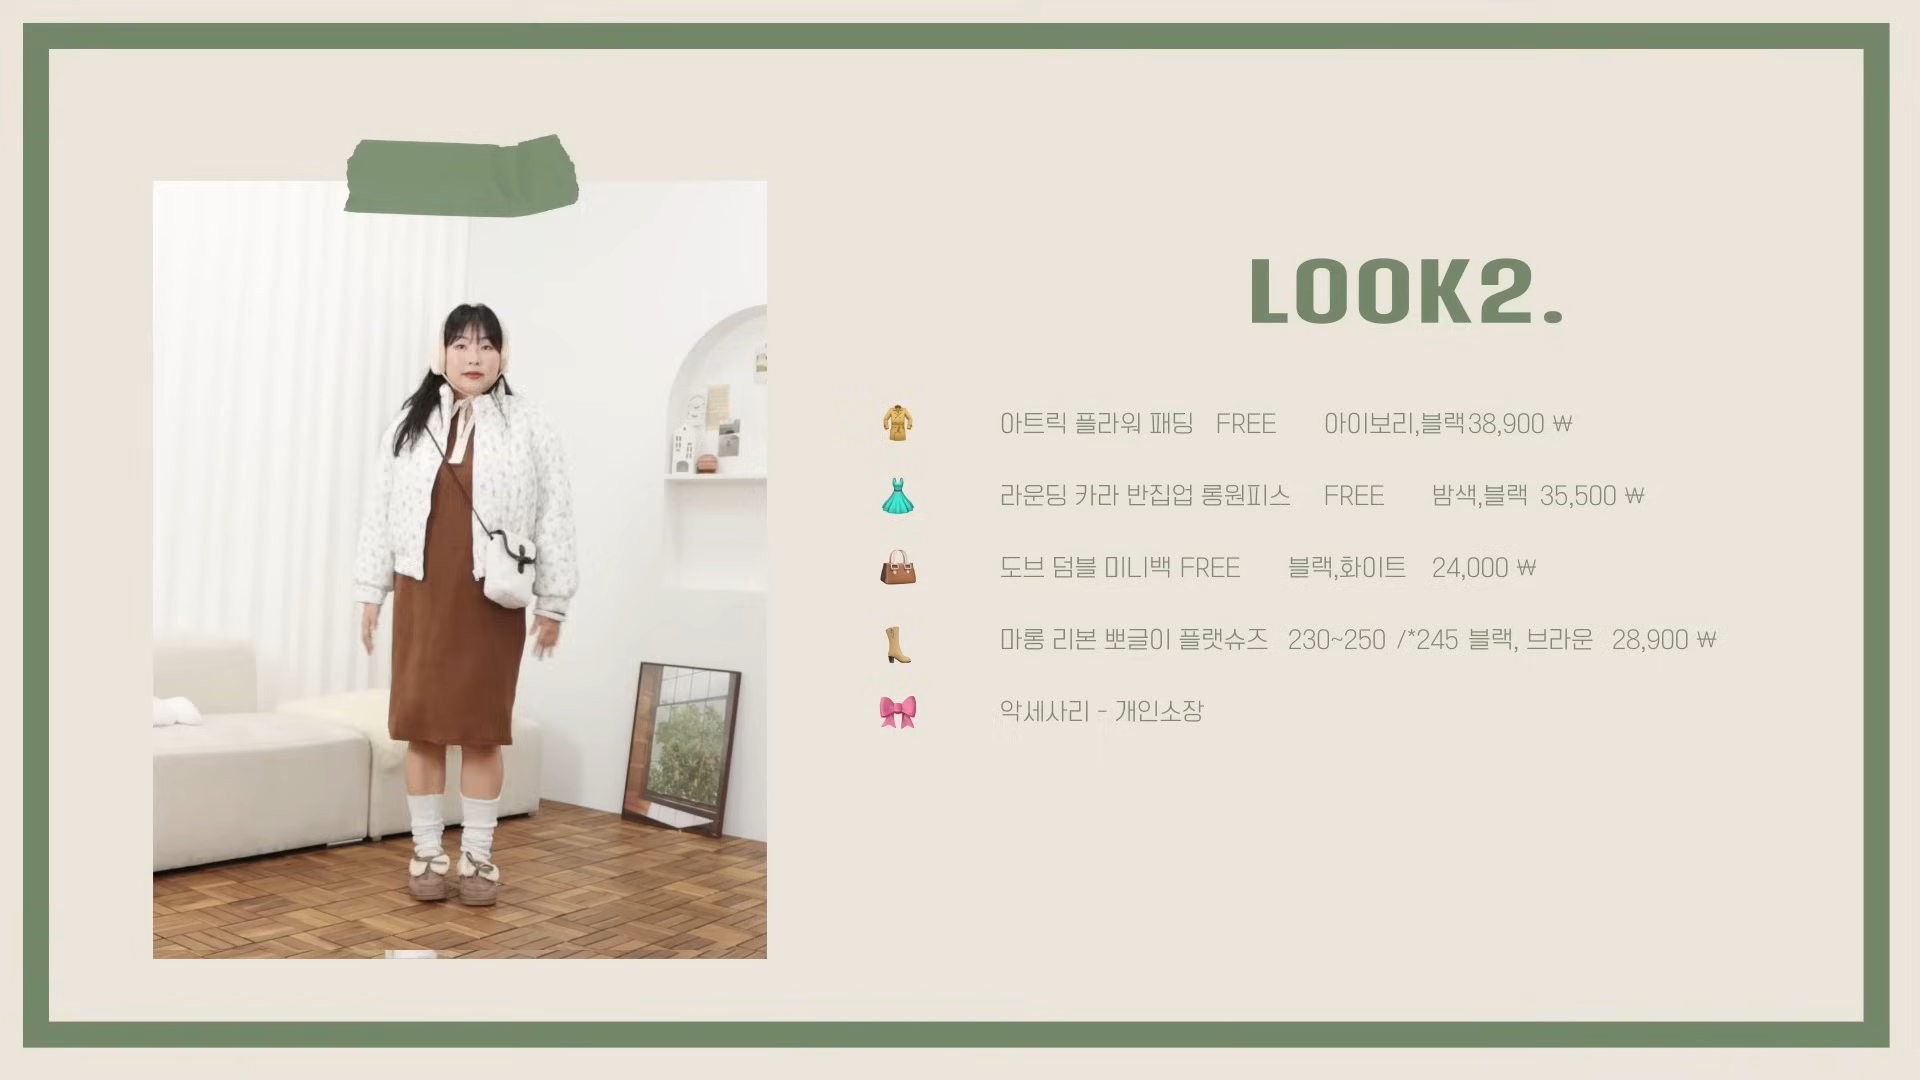 LOOK2.
아트릭 플라워 패딩 FREE 아이보리,블랙38,900 ₩
라운딩 카라 반집업 롱원피스 FREE 밤색,블랙 35,500 ₩
도브 덤블 미니백 FREE 블랙,화이트 24,000 ₩
마롱 리본 뽀글이 플랫슈즈 230~250 /*245 블랙, 브라운 28,900 ₩
악세사리 - 개인소장